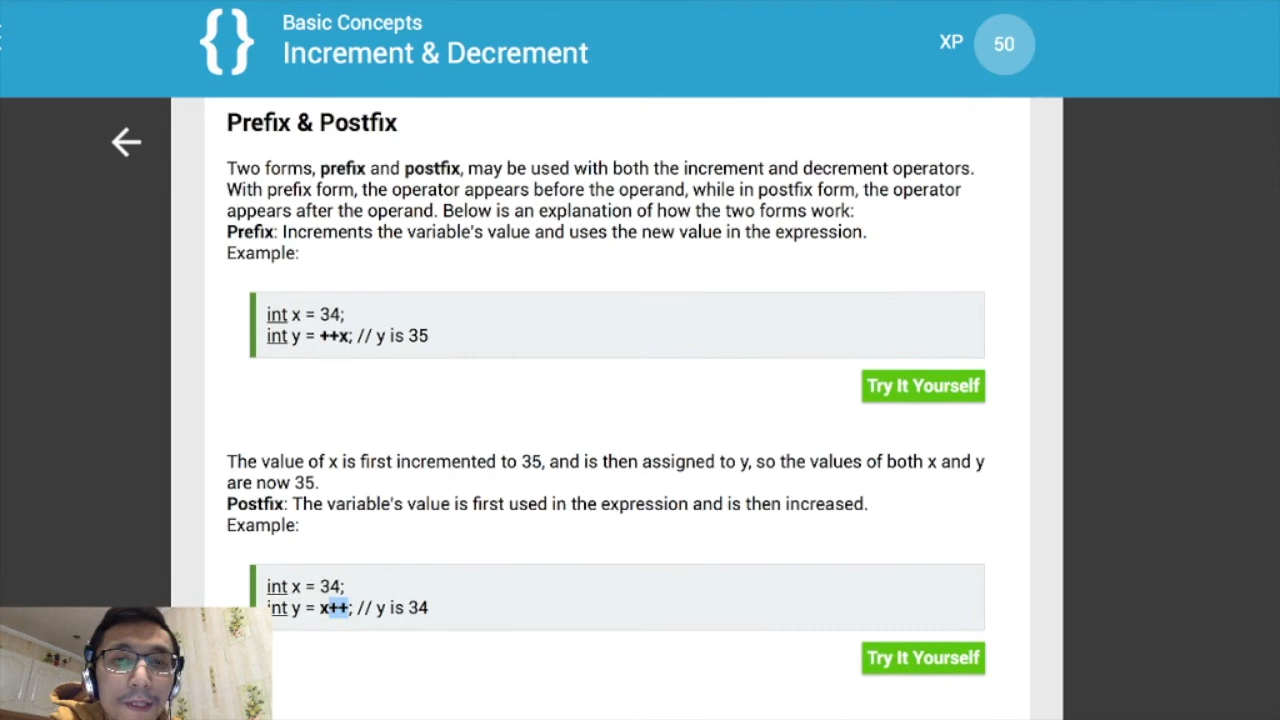 Basic Concepts
Increment & Decrement
XP 50
Prefix & Postfix
Two forms, prefix and postfix, may be used with both the increment and decrement operators.
With prefix form, the operator appears before the operand, while in postfix form, the operator
appears after the operand. Below is an explanation of how the two forms work:
Prefix: Increments the variable's value and uses the new value in the expression.
Example:
int x = 34;
int y = ++x; // y is 35
Try It Yourself
The value of x is first incremented to 35, and is then assigned to y, so the values of both x and y
are now 35.
Postfix: The variable's value is first used in the expression and is then increased.
Example:
int x = 34;
int y = x++; // y is 34
Try It Yourself